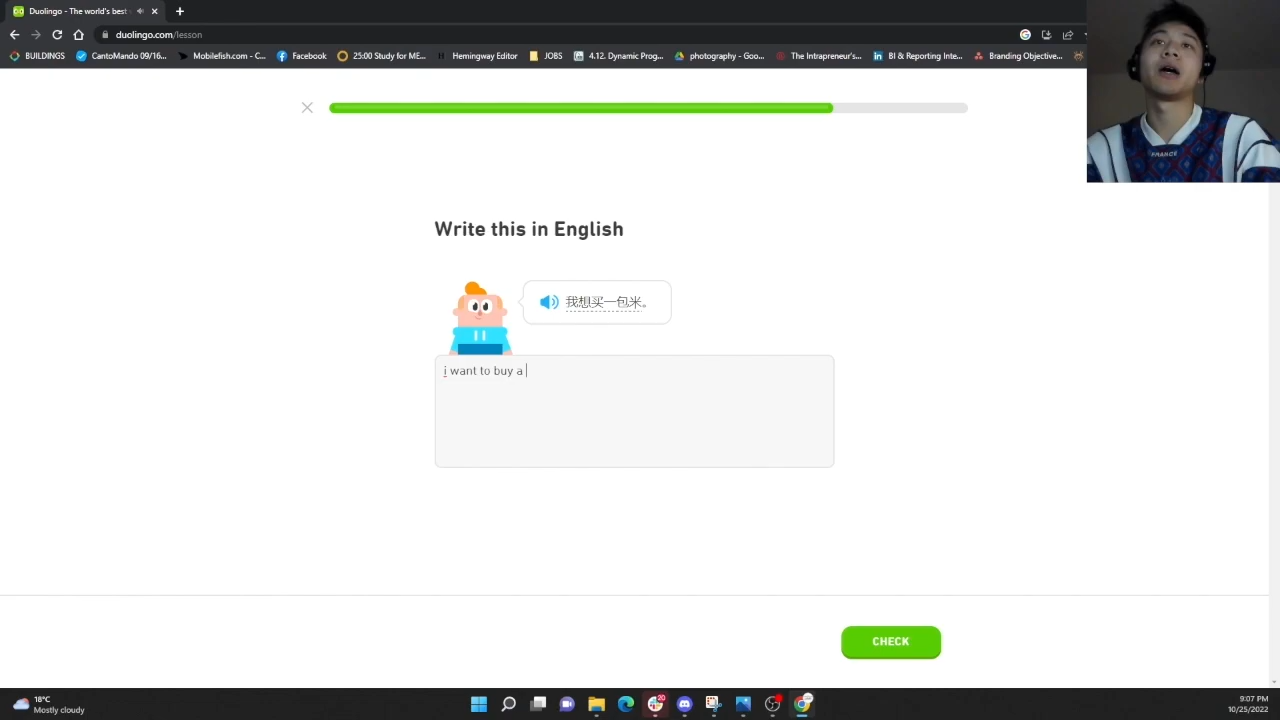 Duolingo - The world's best
duolingo.com/lesson
BUILDINGS
CantoMando 09/16...
Mobilefish.com - C...
Facebook
25:00 Study for ME...
H Hemingway Editor
JOBS
4.12. Dynamic Prog...
photography - Goo...
The Intrapreneur's...
BI & Reporting Inte...
Branding Objective...
FRANCE
Write this in English
我想买一包米。
i want to buy a
CHECK
18°C
Mostly cloudy
20
9:07 PM
10/25/2022